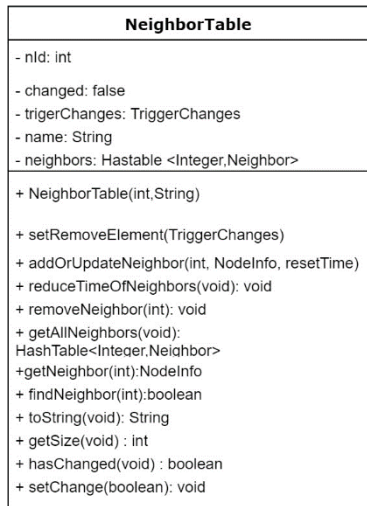 NeighborTable
- nId: int
- changed: false
- trigerChanges: TriggerChanges
- name: String
- neighbors: Hastable <Integer,Neighbor>
+ NeighborTable(int,String)
+ setRemoveElement(TriggerChanges)
+ addOrUpdateNeighbor(int, NodeInfo, resetTime)
+ reduceTimeOfNeighbors(void): void
+ removeNeighbor(int): void
+ getAllNeighbors(void):
HashTable<Integer,Neighbor>
+getNeighbor(int):NodeInfo
+ findNeighbor(int):boolean
+ toString(void): String
+ getSize(void) : int
+ hasChanged(void) : boolean
+ setChange(boolean): void